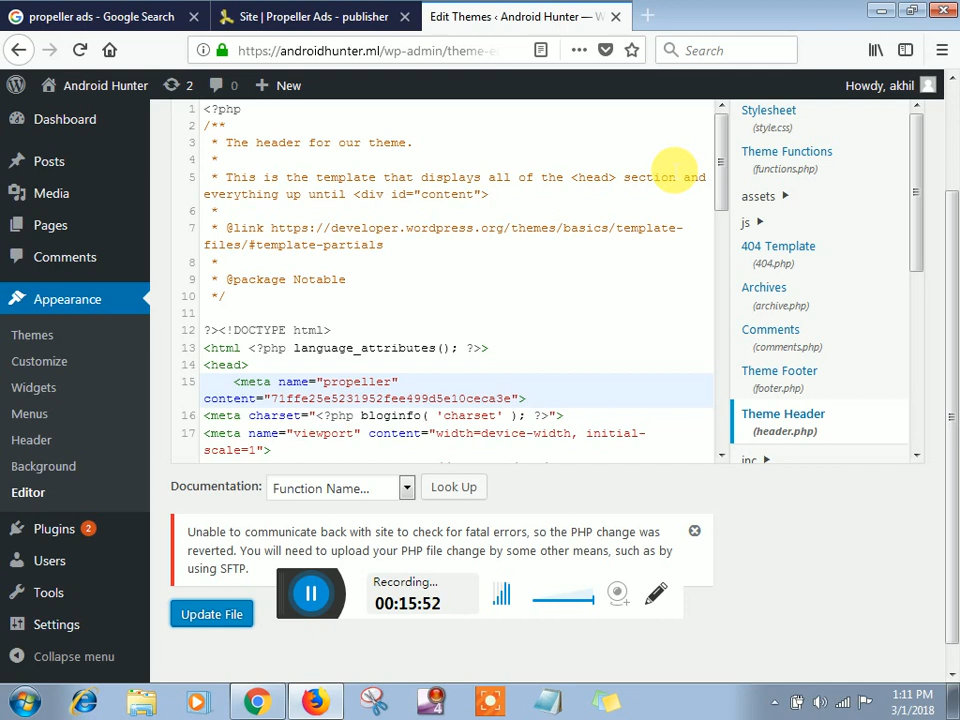 propeller ads - Google Search
Site | Propeller Ads - publisher
Edit Themes ‹ Android Hunter — W
https://androidhunter.ml/wp-admin/theme-e
Search
Android Hunter
2
0
New
Howdy, akhil
Dashboard
Posts
Media
Pages
Comments
Appearance
Themes
Customize
Widgets
Menus
Header
Background
Editor
Plugins 2
Users
Tools
Settings
Collapse menu
1 <?php
2 /**
3  * The header for our theme.
4  *
5  * This is the template that displays all of the <head> section and
everything up until <div id="content">
6  *
7  * @link https://developer.wordpress.org/themes/basics/template-
files/#template-partials
8  *
9  * @package Notable
10  */
11
12 ?><!DOCTYPE html>
13 <html <?php language_attributes(); ?>>
14 <head>
15     <meta name="propeller"
content="71ffe25e5231952fee499d5e10ceca3e">
16 <meta charset="<?php bloginfo( 'charset' ); ?>">
17 <meta name="viewport" content="width=device-width, initial-
scale=1">
Stylesheet
(style.css)
Theme Functions
(functions.php)
assets
js
404 Template
(404.php)
Archives
(archive.php)
Comments
(comments.php)
Theme Footer
(footer.php)
Theme Header
(header.php)
inc
Documentation: Function Name... Look Up
Unable to communicate back with site to check for fatal errors, so the PHP change was
reverted. You will need to upload your PHP file change by some other means, such as by
using SFTP.
Recording...
00:15:52
Update File
4
1:11 PM
3/1/2018